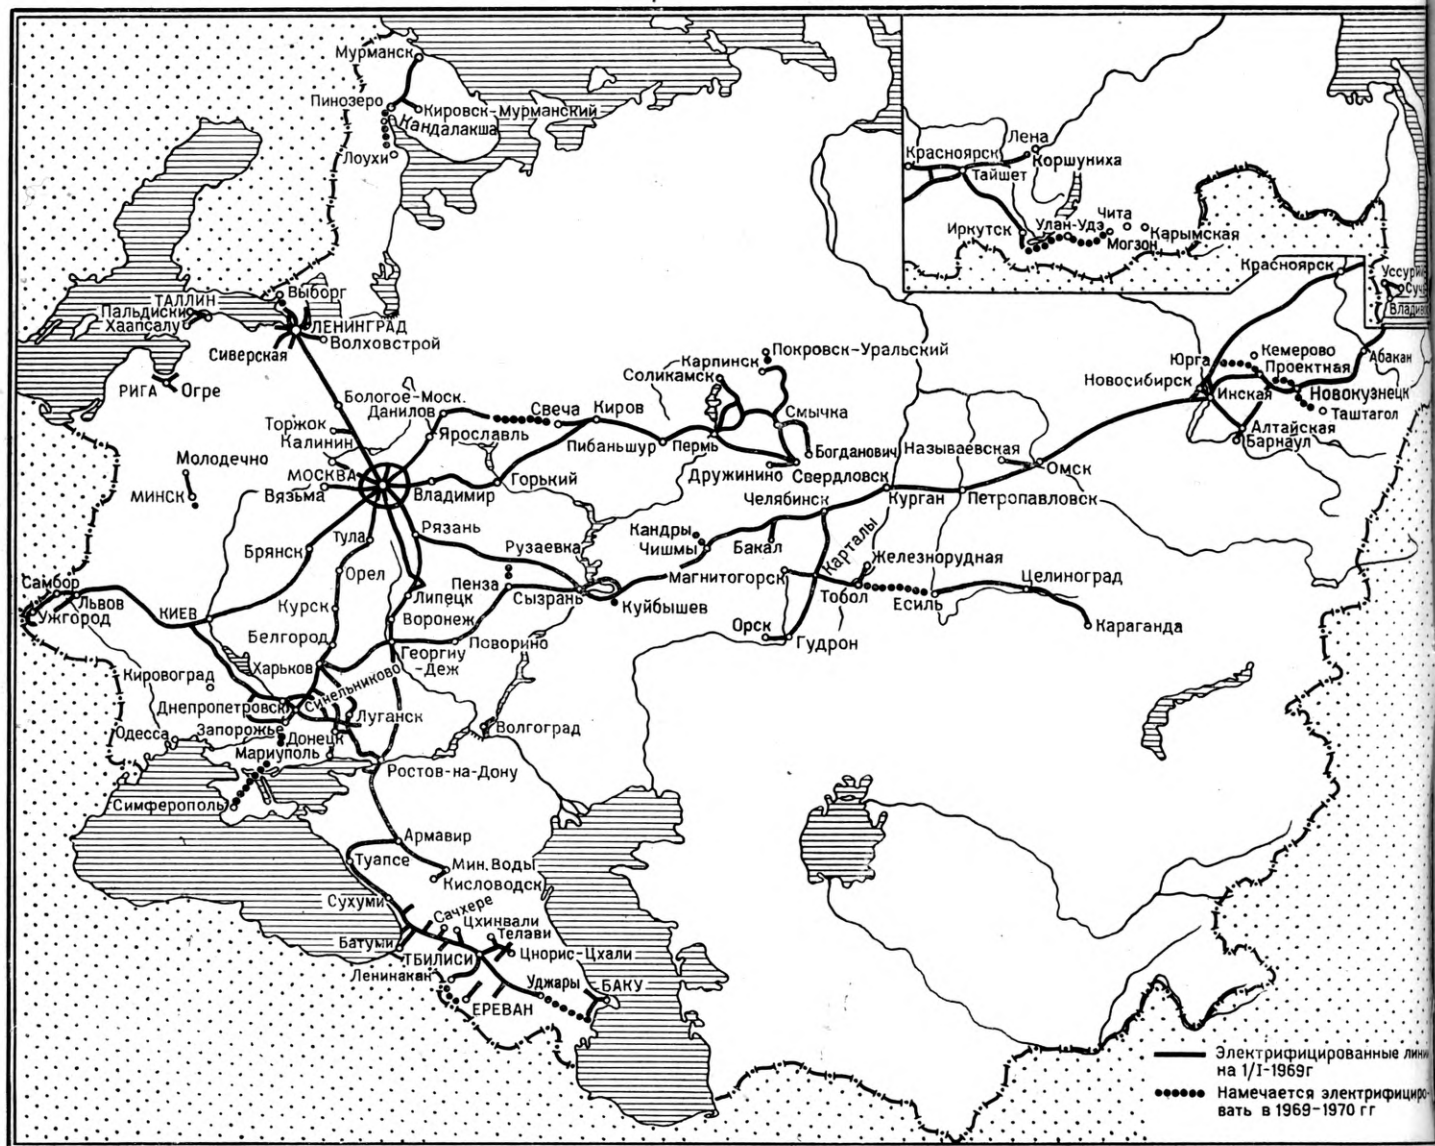 Мурманск
Пинозеро
Кировск-Мурманский
Кандалакша
Лоухи
Лена
Красноярск
Коршуниха
Тайшет
Чита
Улан-Удэ
Иркутск
Карымская
Могзон
Красноярск
ТАЛЛИН
Выборг
Пальдиски
Хаапсалу
ЛЕНИНГРАД
Волховстрой
Сиверская
РИГА
Огре
Покровск-Уральский
Карпинск
Соликамск
Юрга
Кемерово
Проектная
Абакан
Новосибирск
Инская
Новокузнецк
Таштагол
Алтайская
Барнаул
Бологое-Моск.
Данилов
Свеча
Киров
Смычка
Торжок
Калинин
Ярославль
Пибаньшур
Пермь
Богданович
Называевская
Молодечно
МОСКВА
МИНСК
Вязьма
Владимир
Горький
Дружинино
Свердловск
Омск
Челябинск
Курган
Петропавловск
Рязань
Тула
Брянск
Рузаевка
Кандры
Чишмы
Бакал
Карталы
Железнорудная
Орел
Пенза
Магнитогорск
Самбор
Львов
Ужгород
КИЕВ
Курск
Липецк
Сызрань
Куйбышев
Тобол
Есиль
Целиноград
Воронеж
Белгород
Поворино
Орск
Гудрон
Караганда
Георгиу
-Деж
Харьков
Кировоград
Синельниково
Днепропетровск
Луганск
Запорожье
Одесса
Донецк
Волгоград
Мариуполь
Ростов-на-Дону
Симферополь
Армавир
Туапсе
Мин. Воды
Кисловодск
Сухуми
Сачхере
Цхинвали
Телави
Батуми
ТБИЛИСИ
Цнорис-Цхали
Ленинакан
Уджары
БАКУ
ЕРЕВАН
Электрифицированные
на 1/I-1969г
Намечается
вать в 1969-1970 гг